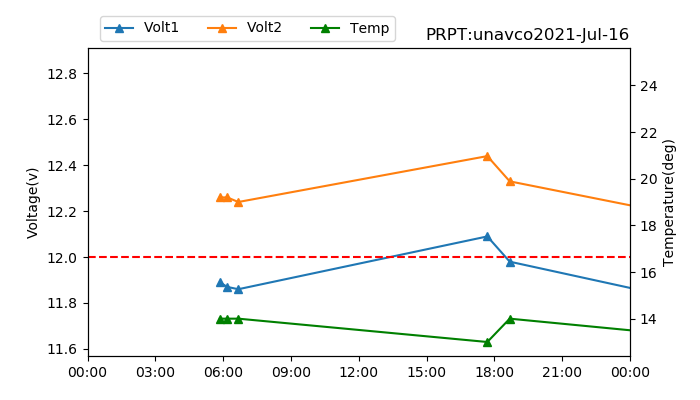 Volt1 Volt2 Temp
PRPT:unavco2021-Jul-16
12.8
12.6
12.4
12.2
12.0
11.8
11.6
Voltage(v)
24
22
20
18
16
14
Temperature(deg)
00:00 03:00 06:00 09:00 12:00 15:00 18:00 21:00 00:00